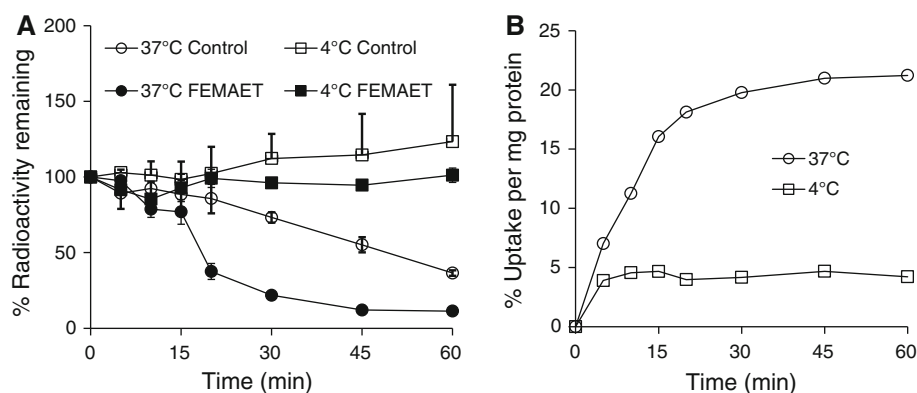 A
% Radioactivity remaining
200
150
100
50
0
37°C Control
4°C Control
37°C FEMAET
4°C FEMAET
0 15 30 45 60
Time (min)
B
% Uptake per mg protein
25
20
15
10
5
0
37°C
4°C
0 15 30 45 60
Time (min)